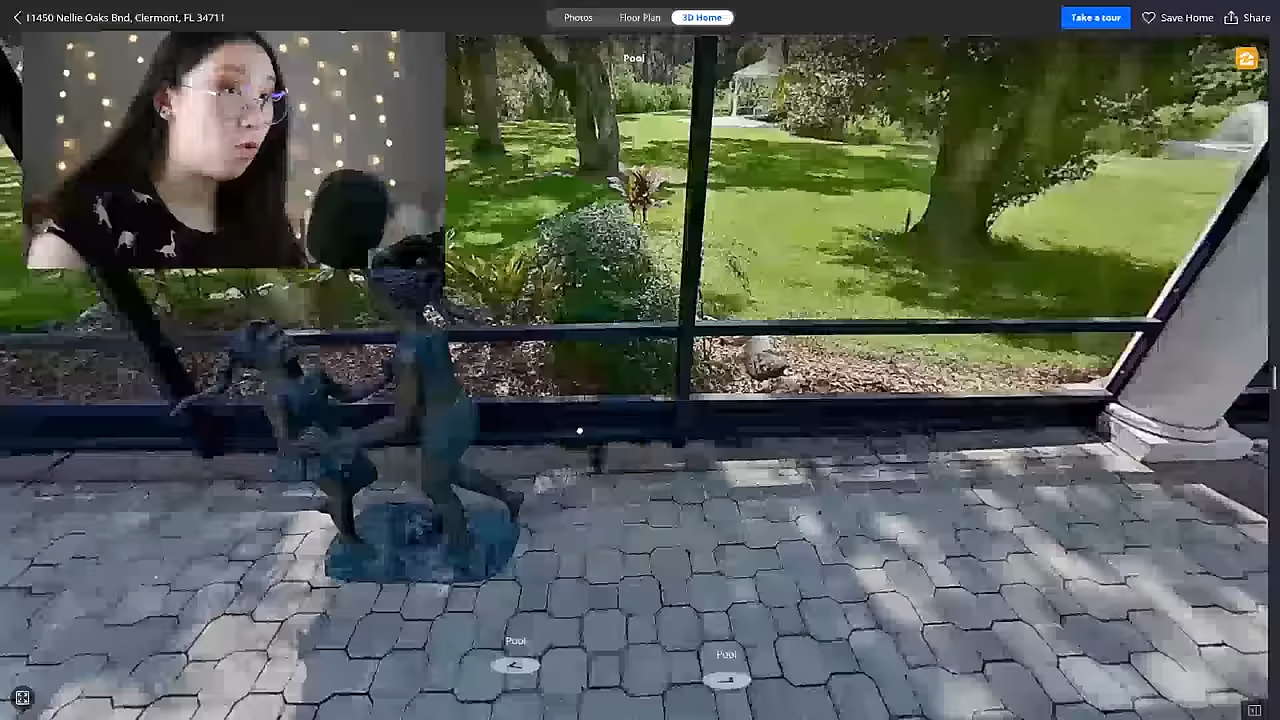 11450 Nellie Oaks Bnd, Clermont, FL 34711
Photos
Floor Plan
3D Home
Take a tour
Save Home
Share
Pool
Pool
Pool